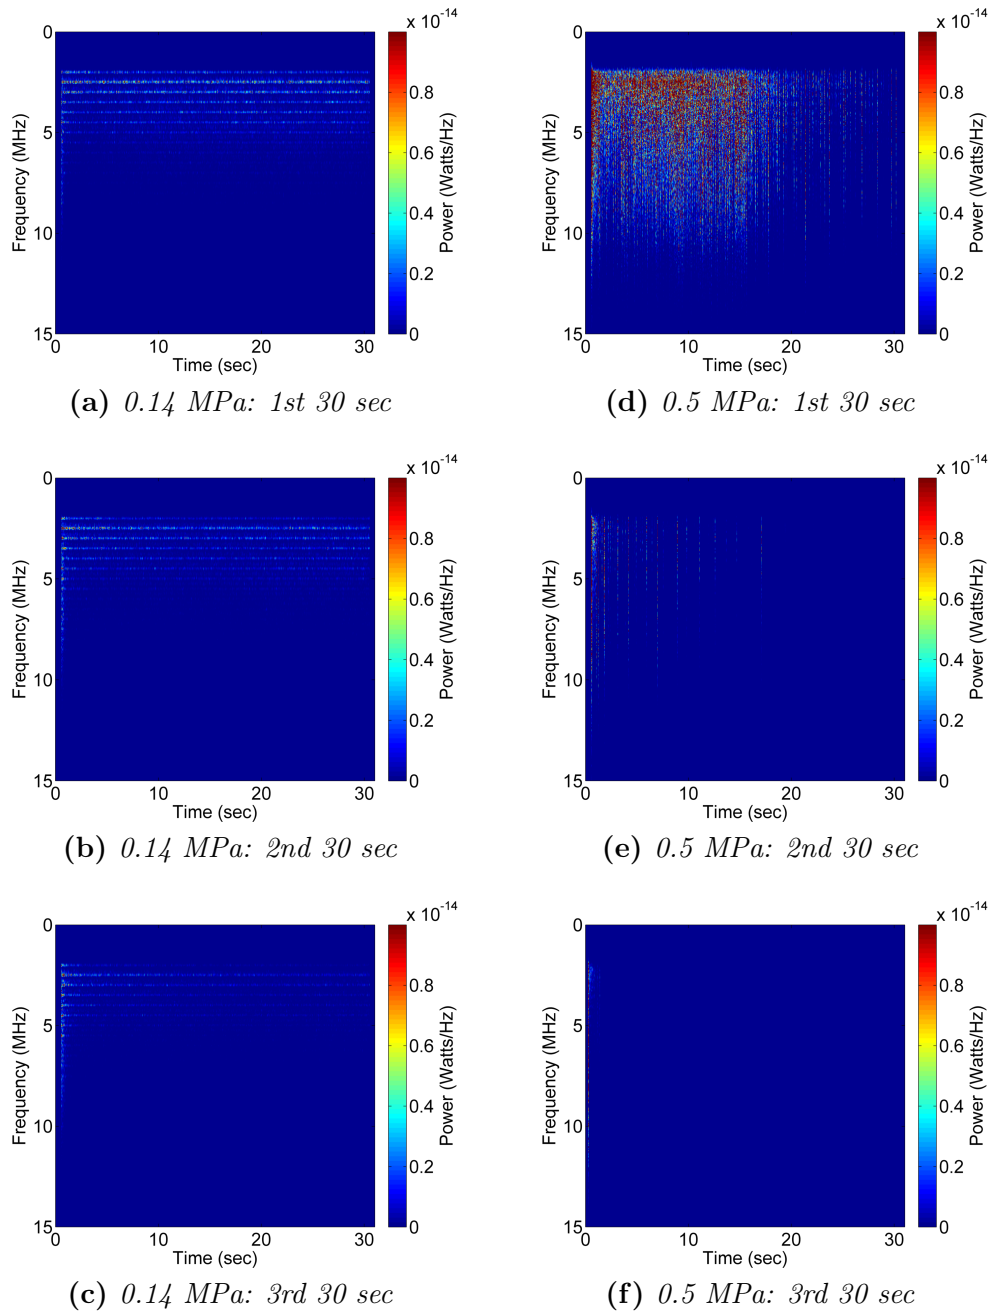 x 10-14
0
5
10
15
0 10 20 30
Frequency (MHz)
Time (sec)
0.8
0.6
0.4
0.2
0
Power (Watts/Hz)
(a) 0.14 MPa: 1st 30 sec
x 10-14
0
5
10
15
0 10 20 30
Frequency (MHz)
Time (sec)
0.8
0.6
0.4
0.2
0
Power (Watts/Hz)
(d) 0.5 MPa: 1st 30 sec
x 10-14
0
5
10
15
0 10 20 30
Frequency (MHz)
Time (sec)
0.8
0.6
0.4
0.2
0
Power (Watts/Hz)
(b) 0.14 MPa: 2nd 30 sec
x 10-14
0
5
10
15
0 10 20 30
Frequency (MHz)
Time (sec)
0.8
0.6
0.4
0.2
0
Power (Watts/Hz)
(e) 0.5 MPa: 2nd 30 sec
x 10-14
0
5
10
15
0 10 20 30
Frequency (MHz)
Time (sec)
0.8
0.6
0.4
0.2
0
Power (Watts/Hz)
(c) 0.14 MPa: 3rd 30 sec
x 10-14
0
5
10
15
0 10 20 30
Frequency (MHz)
Time (sec)
0.8
0.6
0.4
0.2
0
Power (Watts/Hz)
(f) 0.5 MPa: 3rd 30 sec